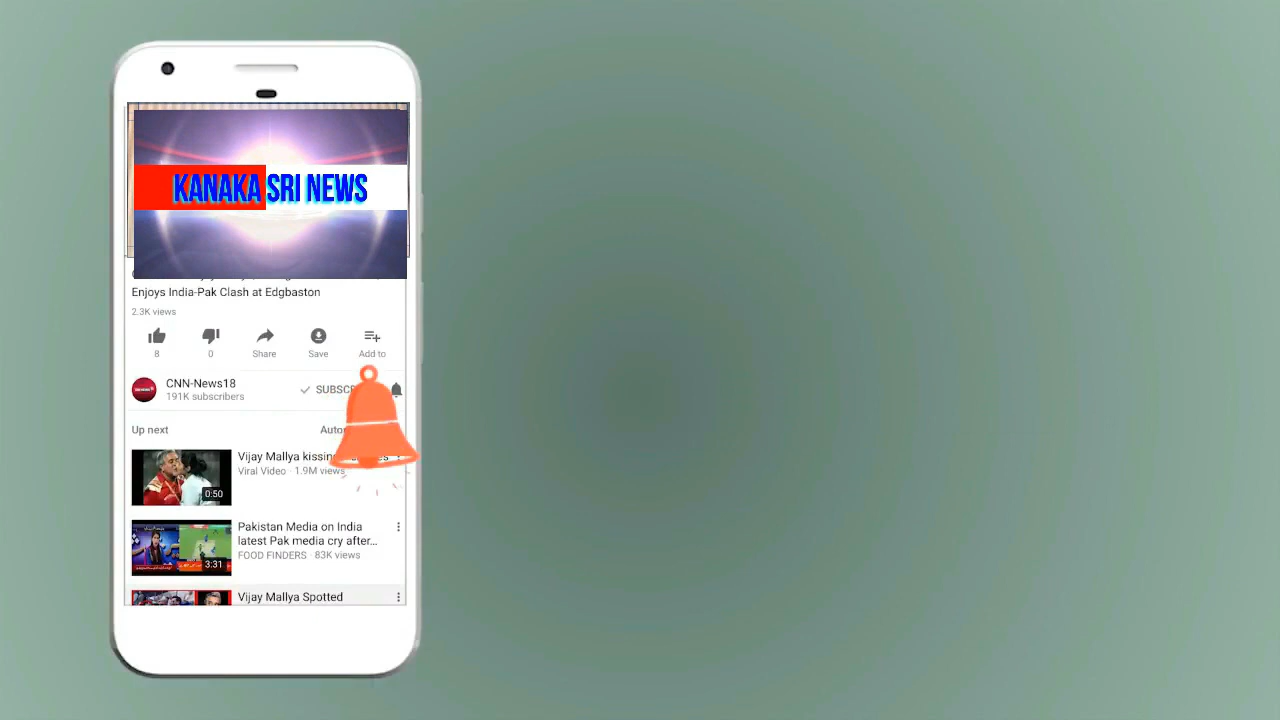 KANAKA SRI NEWS
Enjoys India-Pak Clash at Edgbaston
2.3K views
8
0
Share
Save
Add to
CNN-News18
191K subscribers
Up next
Vijay Mallya
Viral Video · 1.9M views
0:50
Pakistan Media on India
latest Pak media cry after...
FOOD FINDERS · 83K views
3:31
Vijay Mallya Spotted